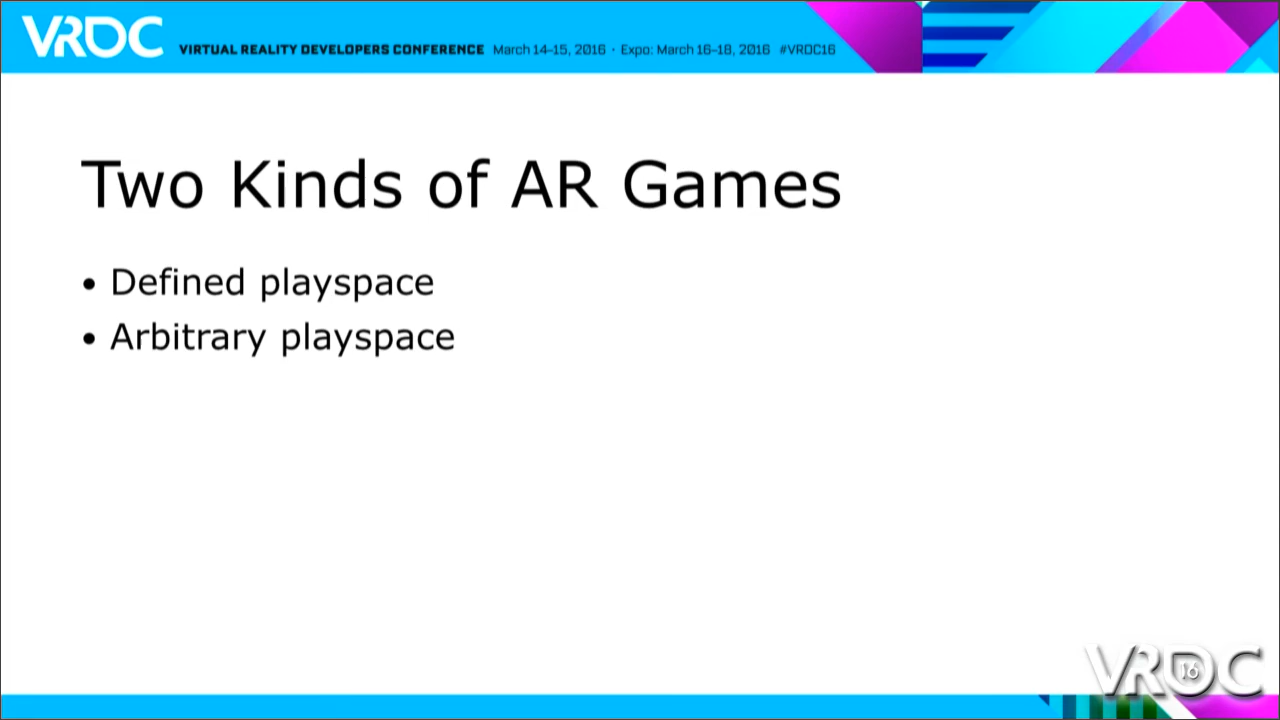 VRDC VIRTUAL REALITY DEVELOPERS CONFERENCE March 14–15, 2016 · Expo: March 16–18, 2016 #VRDC16
Two Kinds of AR Games
• Defined playspace
• Arbitrary playspace
VRDC 16